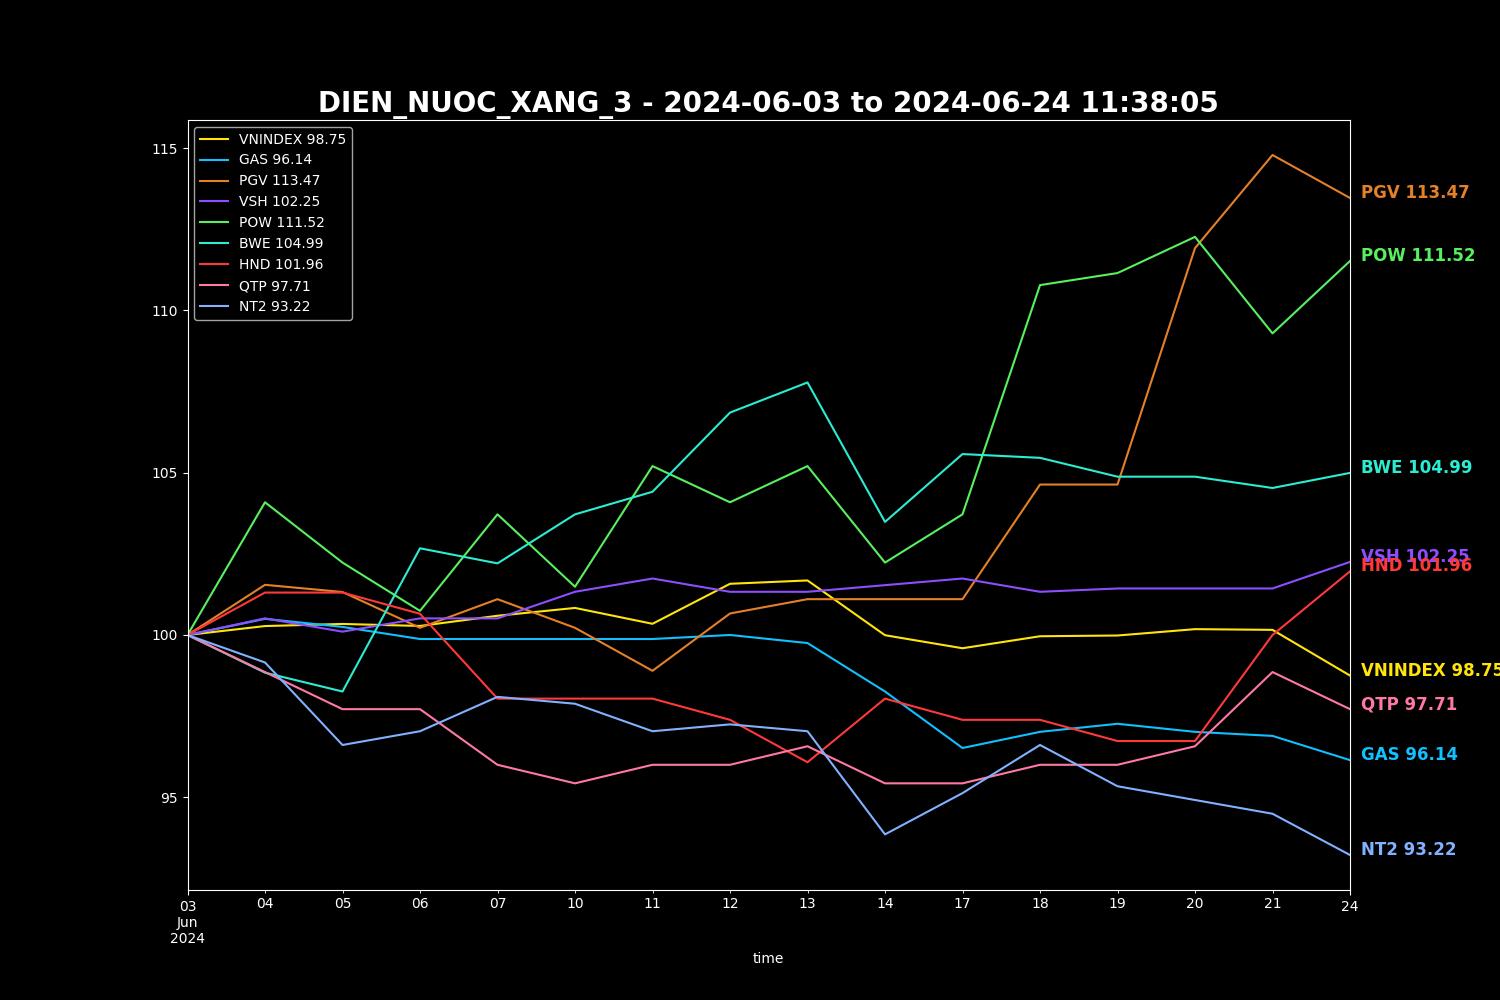 DIEN_NUOC_XANG_3 - 2024-06-03 to 2024-06-24 11:38:05
VNINDEX 98.75
GAS 96.14
PGV 113.47
VSH 102.25
POW 111.52
BWE 104.99
HND 101.96
QTP 97.71
NT2 93.22
115
110
105
100
95
PGV 113.47
POW 111.52
BWE 104.99
VSH 102.25
HND 101.96
VNINDEX 98.75
QTP 97.71
GAS 96.14
NT2 93.22
03 04 05 06 07 10 11 12 13 14 17 18 19 20 21 24
Jun
2024
time